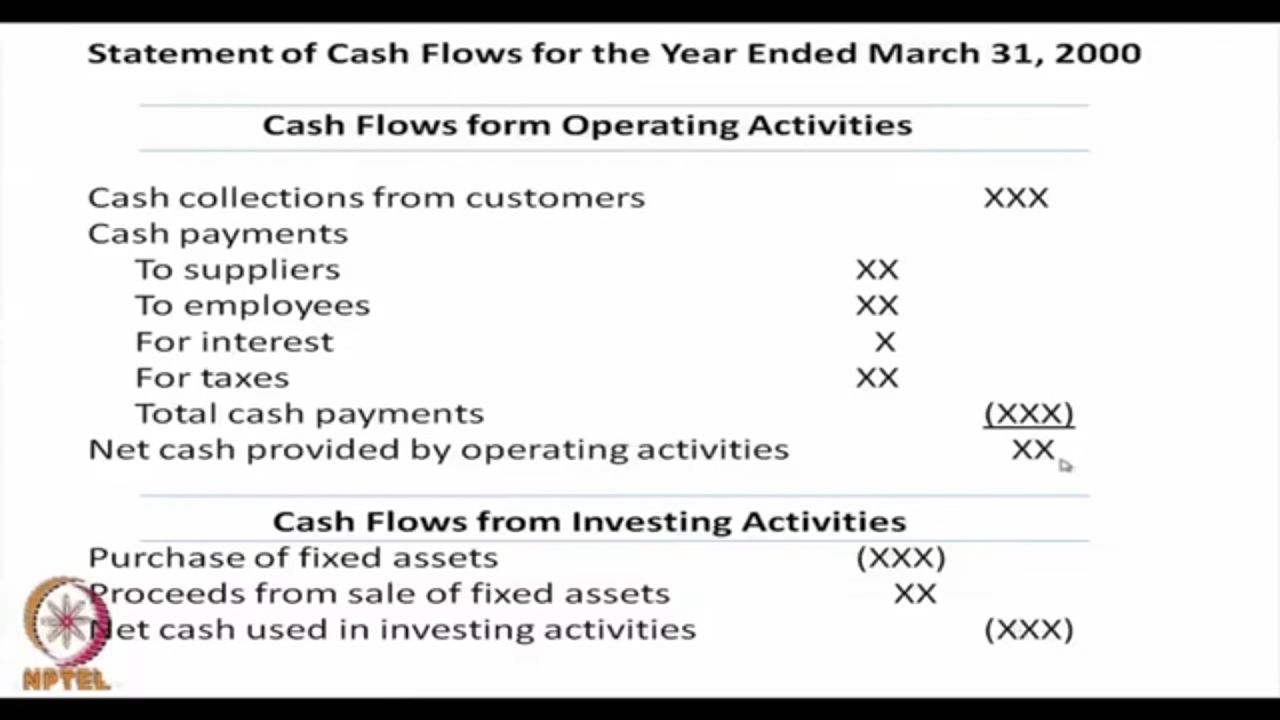 Statement of Cash Flows for the Year Ended March 31, 2000
Cash Flows form Operating Activities
Cash collections from customers XXX
Cash payments
To suppliers XX
To employees XX
For interest X
For taxes XX
Total cash payments (XXX)
Net cash provided by operating activities XX
Cash Flows from Investing Activities
Purchase of fixed assets (XXX)
Proceeds from sale of fixed assets XX
Net cash used in investing activities (XXX)
NPTEL